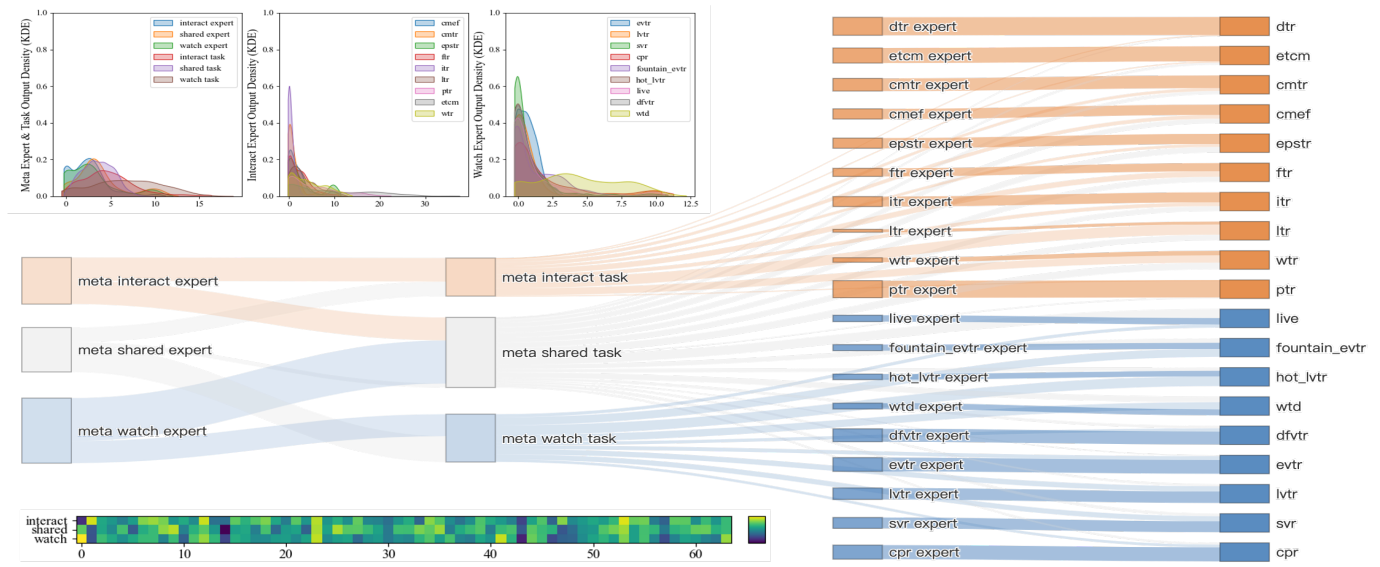 Meta Expert & Task Output Density (KDE)
1.0
0.8
0.6
0.4
0.2
0.0
0
5
10
15
interact expert
shared expert
watch expert
interact task
shared task
watch task
Interact Expert Output Density (KDE)
1.0
0.8
0.6
0.4
0.2
0.0
0
10
20
30
cmef
cmtr
epstr
ftr
itr
ltr
ptr
etcm
wtr
Watch Expert Output Density (KDE)
1.0
0.8
0.6
0.4
0.2
0.0
0.0
2.5
5.0
7.5
10.0
12.5
evtr
lvtr
svr
cpr
fountain_evtr
hot_lvtr
live
dfvtr
wtd
meta interact expert
meta shared expert
meta watch expert
meta interact task
meta shared task
meta watch task
dtr expert
etcm expert
cmtr expert
cmef expert
epstr expert
ftr expert
itr expert
ltr expert
wtr expert
ptr expert
live expert
fountain_evtr expert
hot_lvtr expert
wtd expert
dfvtr expert
evtr expert
lvtr expert
svr expert
cpr expert
dtr
etcm
cmtr
cmef
epstr
ftr
itr
ltr
wtr
ptr
live
fountain_evtr
hot_lvtr
wtd
dfvtr
evtr
lvtr
svr
cpr
interact
shared
watch
0
10
20
30
40
50
60